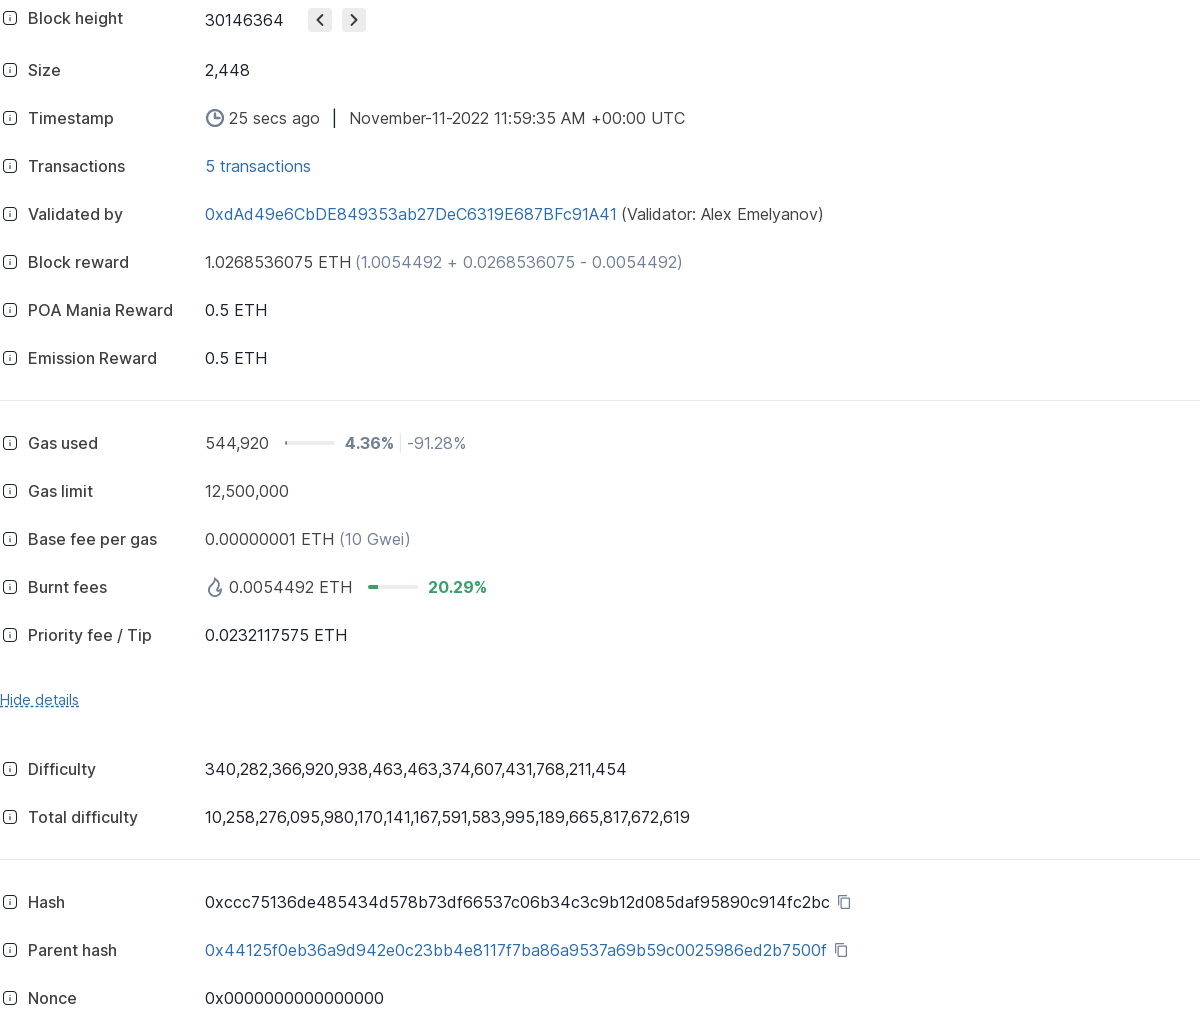 Block height 30146364
Size 2,448
Timestamp 25 secs ago | November-11-2022 11:59:35 AM +00:00 UTC
Transactions 5 transactions
Validated by 0xdAd49e6CbDE849353ab27DeC6319E687BFc91A41 (Validator: Alex Emelyanov)
Block reward 1.0268536075 ETH (1.0054492 + 0.0268536075 - 0.0054492)
POA Mania Reward 0.5 ETH
Emission Reward 0.5 ETH
Gas used 544,920 4.36% -91.28%
Gas limit 12,500,000
Base fee per gas 0.00000001 ETH (10 Gwei)
Burnt fees 0.0054492 ETH 20.29%
Priority fee / Tip 0.0232117575 ETH
Hide details
Difficulty 340,282,366,920,938,463,463,374,607,431,768,211,454
Total difficulty 10,258,276,095,980,170,141,167,591,583,995,189,665,817,672,619
Hash 0xccc75136de485434d578b73df66537c06b34c3c9b12d085daf95890c914fc2bc
Parent hash 0x44125f0eb36a9d942e0c23bb4e8117f7ba86a9537a69b59c0025986ed2b7500f
Nonce 0x0000000000000000